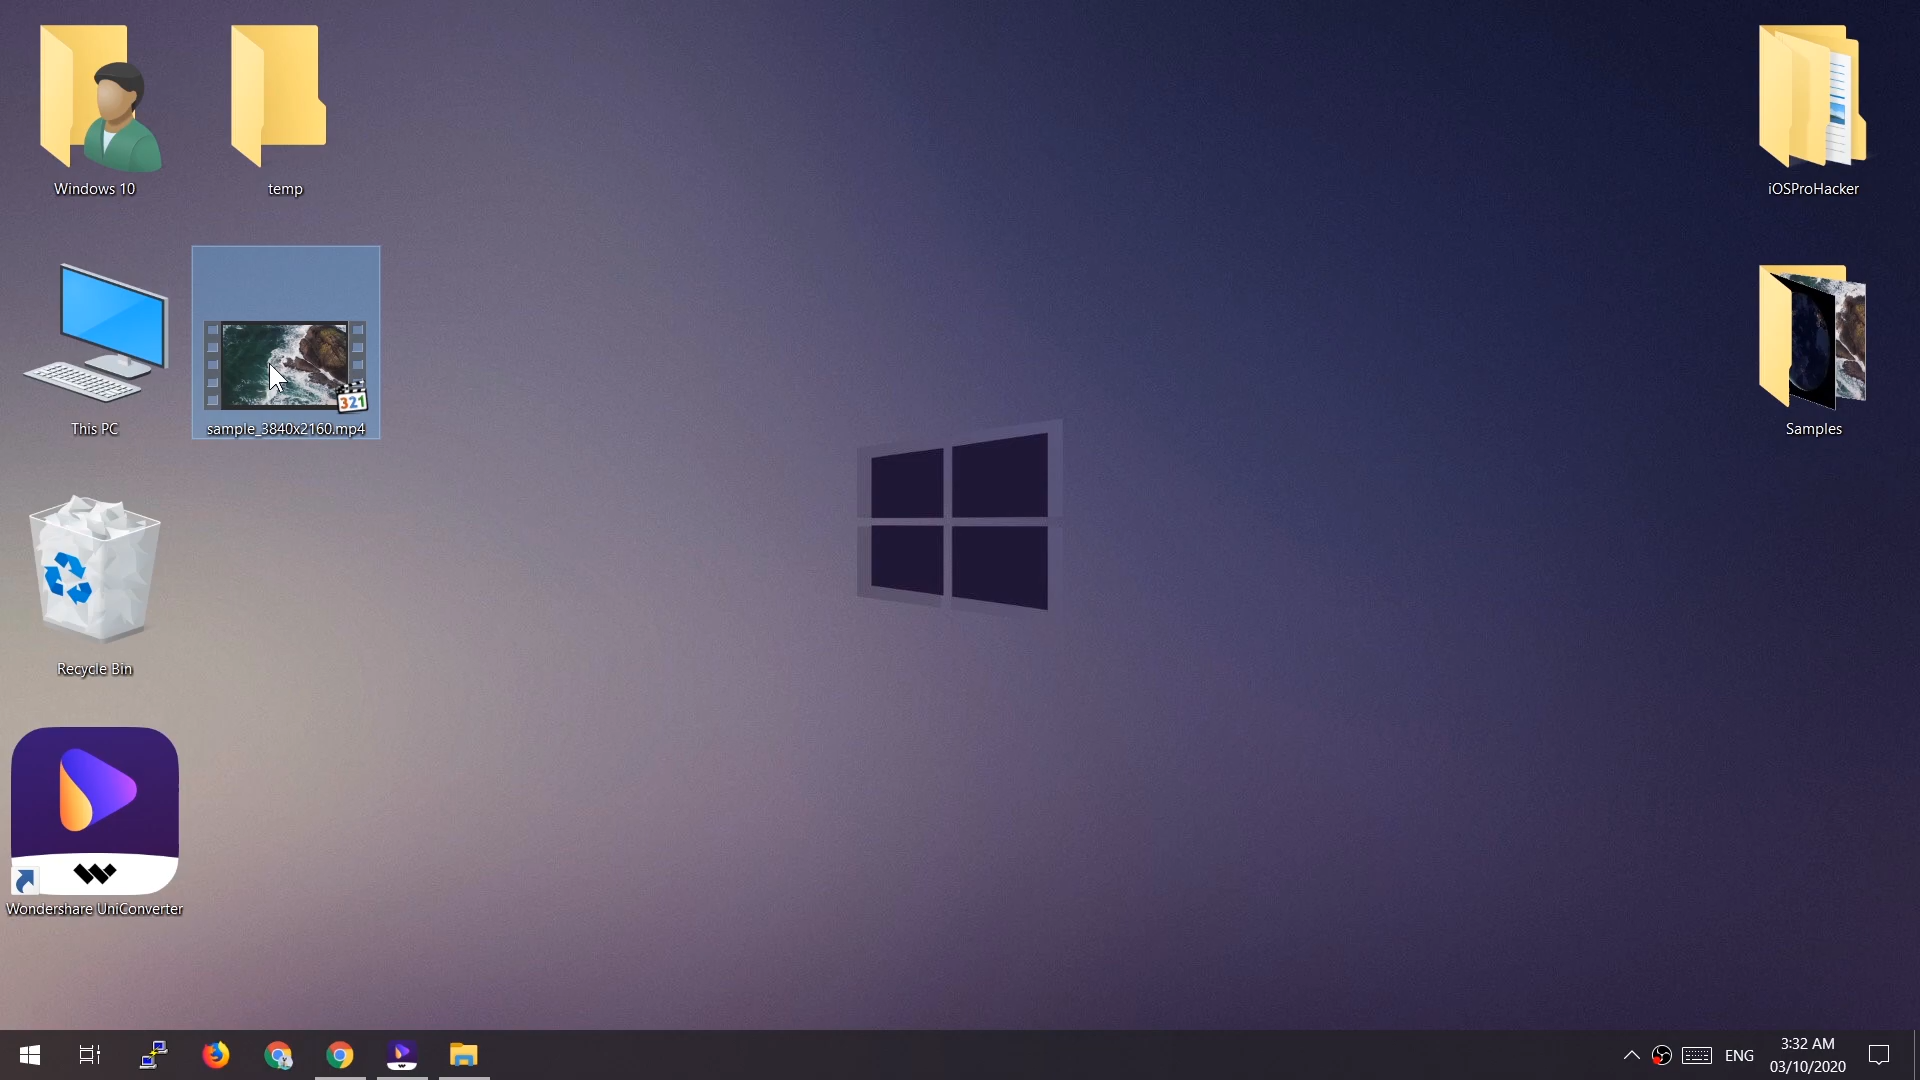 Windows 10
temp
iOSProHacker
This PC
321
sample_3840x2160.mp4
Samples
Recycle Bin
Wondershare UniConverter
ENG
3:32 AM
03/10/2020